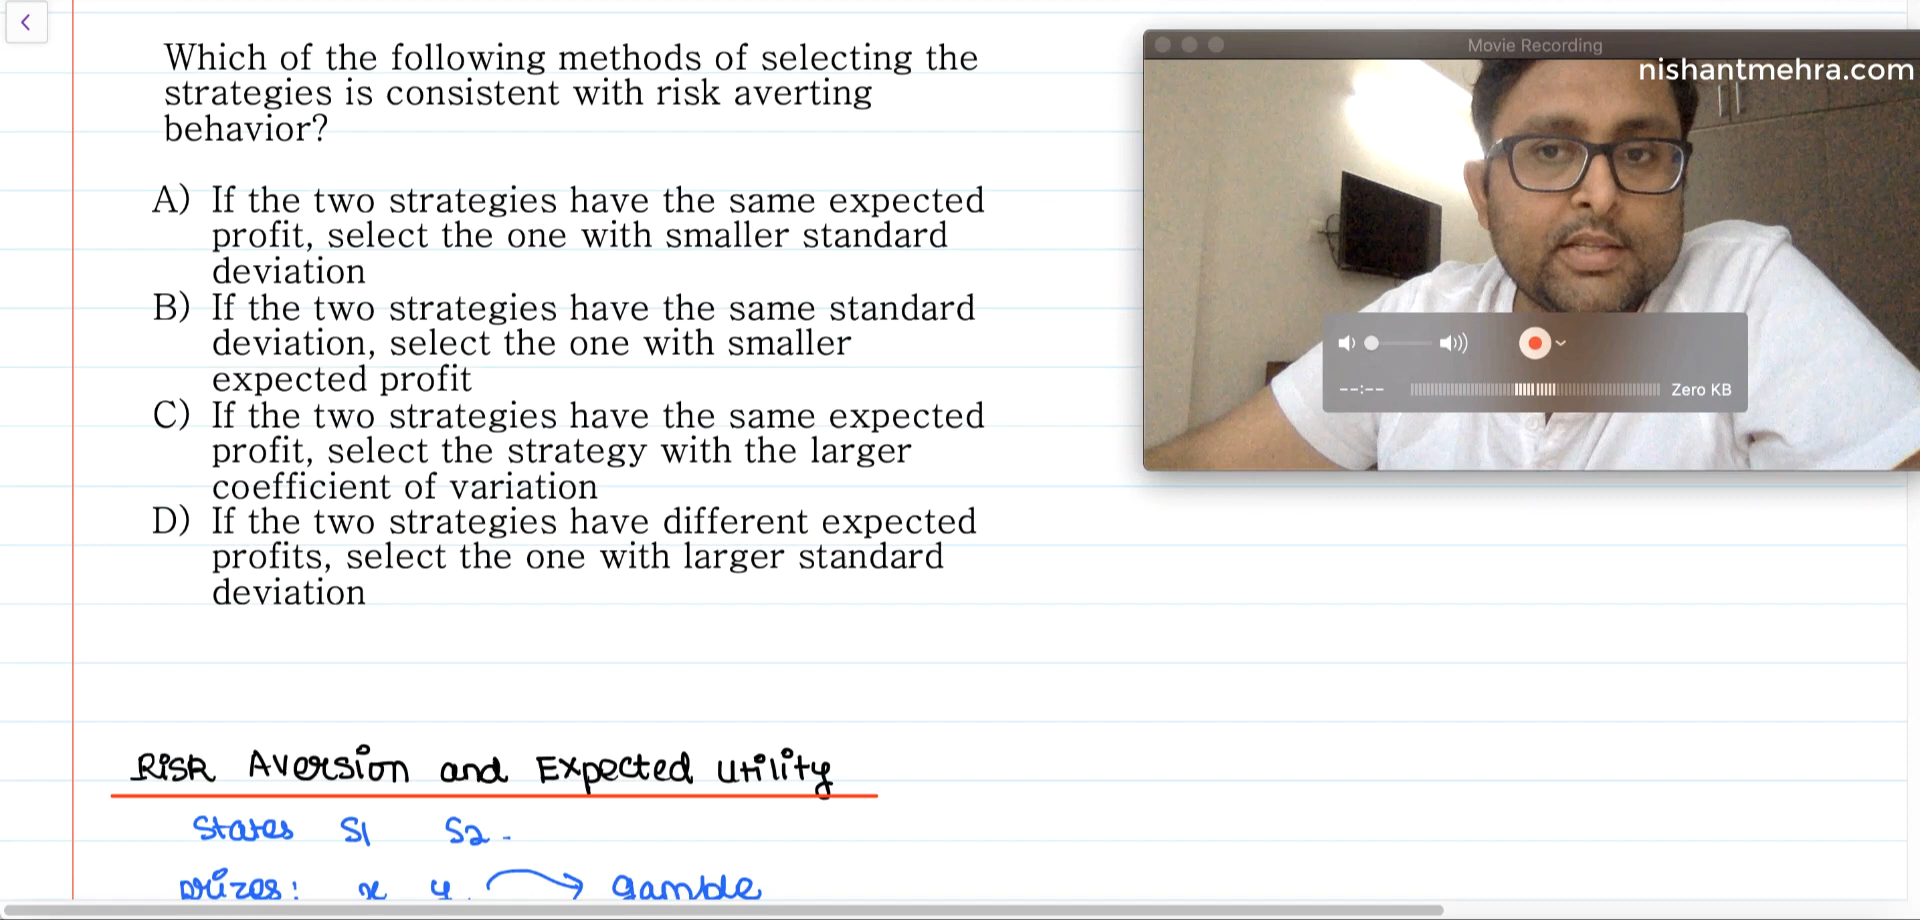 Which of the following methods of selecting the
strategies is consistent with risk averting
behavior?
A) If the two strategies have the same expected
profit, select the one with smaller standard
deviation
B) If the two strategies have the same standard
deviation, select the one with smaller
expected profit
C) If the two strategies have the same expected
profit, select the strategy with the larger
coefficient of variation
D) If the two strategies have different expected
profits, select the one with larger standard
deviation
Movie Recording
nishantmehra.com
--:--
Zero KB
Risk Aversion and Expected Utility
States S1 S2
Prizes: x y gamble